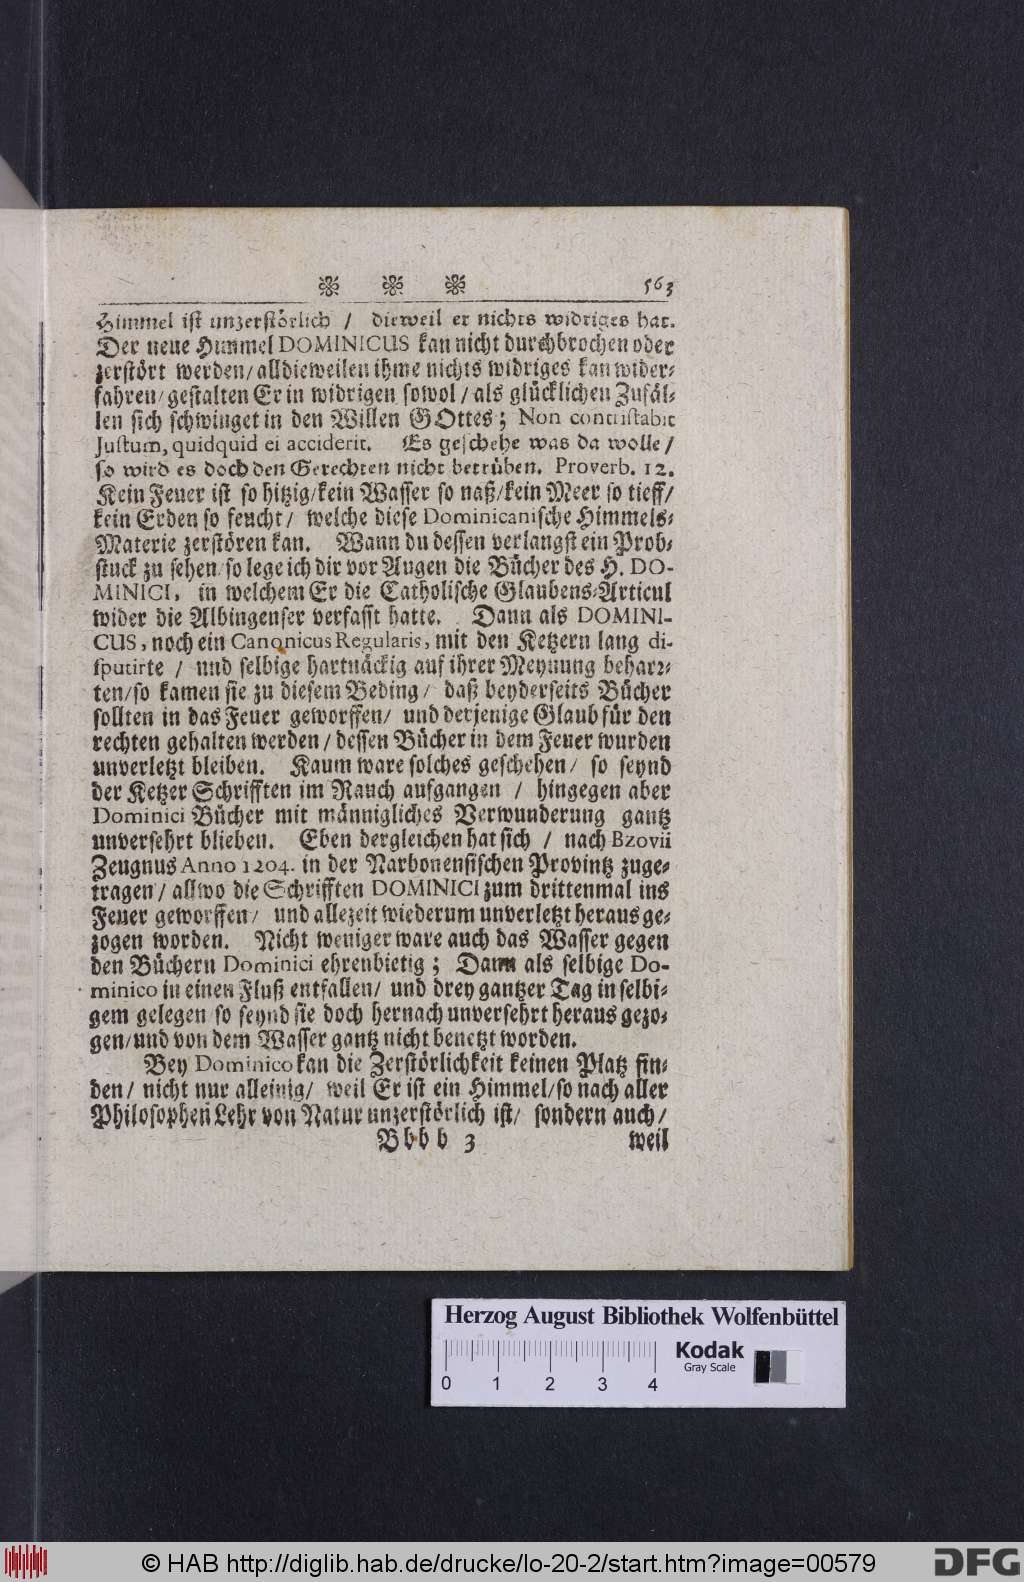 563
Himmel ist unzerstörlich / dieweil er nichts widriges hat.
Der neue Himmel DOMINICUS kan nicht durchbrochen oder
zerstört werden / alldieweilen ihme nichts widriges kan wider-
fahren / gestalten Er in widrigen sowol / als glücklichen Zufäl-
len sich schwinget in den Willen GOttes; Non contristabit
Justum, quidquid ei acciderit. Es geschehe was da wolle /
so wird es doch den Gerechten nicht betrüben. Proverb. 12.
Kein Feuer ist so hitzig / kein Wasser so naß / kein Meer so tieff /
kein Erden so feucht / welche diese Dominicanische Himmels-
Materie zerstören kan. Wann du dessen verlangst ein Prob-
stuck zu sehen / so lege ich dir vor Augen die Bücher des H. DO-
MINICI, in welchem Er die Catholische Glaubens-Articul
wider die Albingenser verfasst hatte. Dann als DOMINI-
CUS, noch ein Canonicus Regularis, mit den Ketzern lang di-
sputirte / und selbige hartnäckig auf ihrer Meynung beharr-
ten / so kamen sie zu diesem Beding / daß beyderseits Bücher
sollten in das Feuer geworffen / und derjenige Glaub für den
rechten gehalten werden / dessen Bücher in dem Feuer wurden
unverletzt bleiben. Kaum ware solches geschehen / so seynd
der Ketzer Schrifften im Rauch aufgangen / hingegen aber
Dominici Bücher mit männigliches Verwunderung gantz
unversehrt blieben. Eben dergleichen hat sich / nach Bzovii
Zeugnus Anno 1204. in der Narbonensischen Provintz zuge-
tragen / allwo die Schrifften DOMINICI zum drittenmal ins
Feuer geworffen / und allezeit wiederum unverletzt heraus ge-
zogen worden. Nicht weniger ware auch das Wasser gegen
den Büchern Dominici ehrenbietig; Dann als selbige Do-
minico in einen Fluß entfallen / und drey gantzer Tag in selbi-
gem gelegen / so seynd sie doch hernach unversehrt heraus gezo-
gen / und von dem Wasser gantz nicht benetzt worden.
Bey Dominico kan die Zerstörlichkeit keinen Platz fin-
den / nicht nur alleinig / weil Er ist ein Himmel / so nach aller
Philosophen Lehr von Natur unzerstörlich ist / sondern auch /
Bbbb 3 weil
Herzog August Bibliothek Wolfenbüttel
Kodak
Gray Scale
0 1 2 3 4
© HAB http://diglib.hab.de/drucke/lo-20-2/start.htm?image=00579
DFG